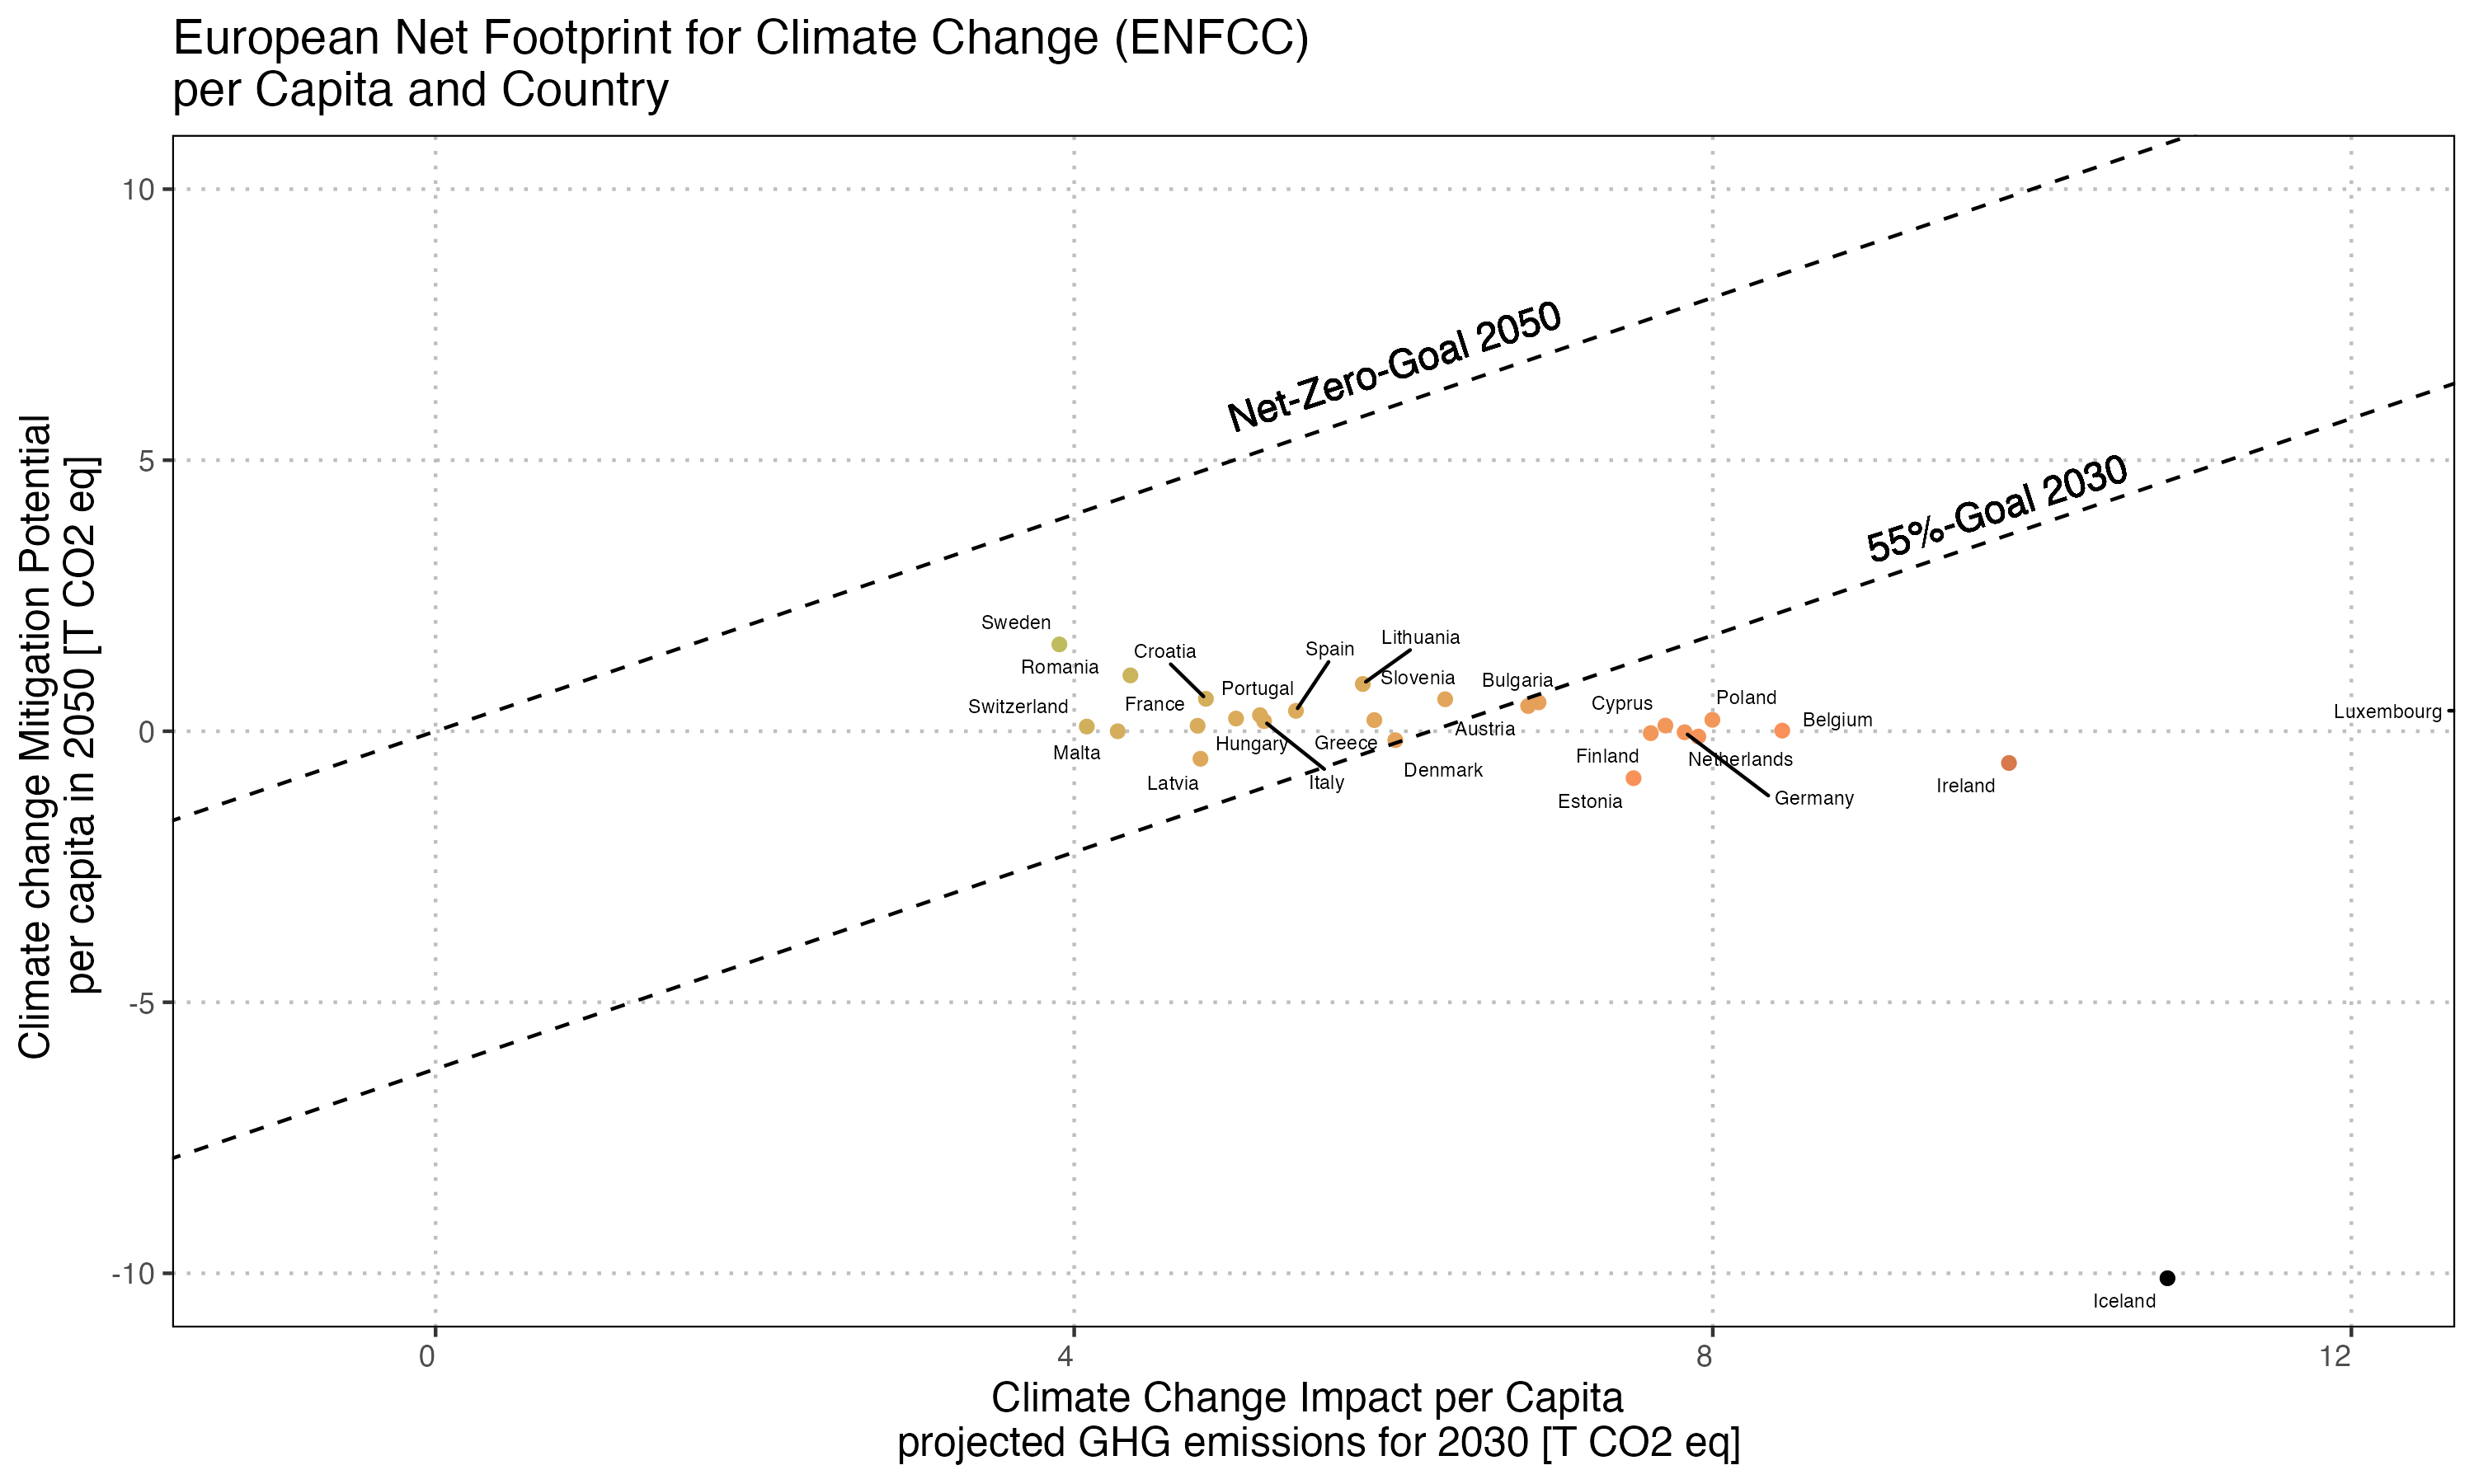 European Net Footprint for Climate Change (ENFCC)
per Capita and Country
Climate change Mitigation Potential
per capita in 2050 [T CO2 eq]
10
5
0
-5
-10
Net-Zero-Goal 2050
55%-Goal 2030
Sweden
Lithuania
Croatia
Spain
Romania
Slovenia
Bulgaria
Portugal
Poland
France
Cyprus
Switzerland
Luxembourg
Belgium
Austria
Hungary
Greece
Malta
Finland
Netherlands
Denmark
Latvia
Italy
Ireland
Germany
Estonia
Iceland
0
4
8
12
Climate Change Impact per Capita
projected GHG emissions for 2030 [T CO2 eq]